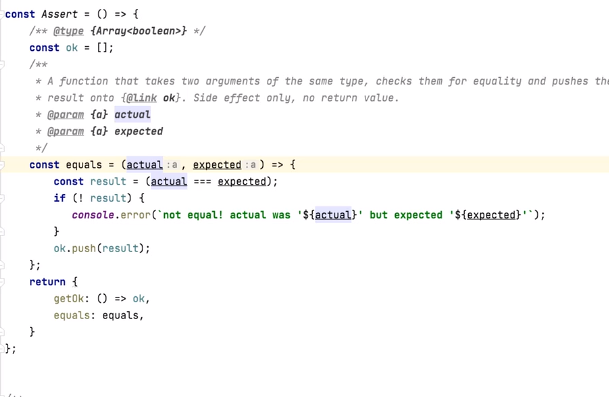 const Assert = () => {
/** @type {Array<boolean>} */
const ok = [];
/**
* A function that takes two arguments of the same type, checks them for equality and pushes the
* result onto {@link ok}. Side effect only, no return value.
* @param {a} actual
* @param {a} expected
*/
const equals = (actual : a , expected : a ) => {
const result = (actual === expected);
if (! result) {
console.error(`not equal! actual was '${actual}' but expected '${expected}'`);
}
ok.push(result);
};
return {
getOk: () => ok,
equals: equals,
}
};